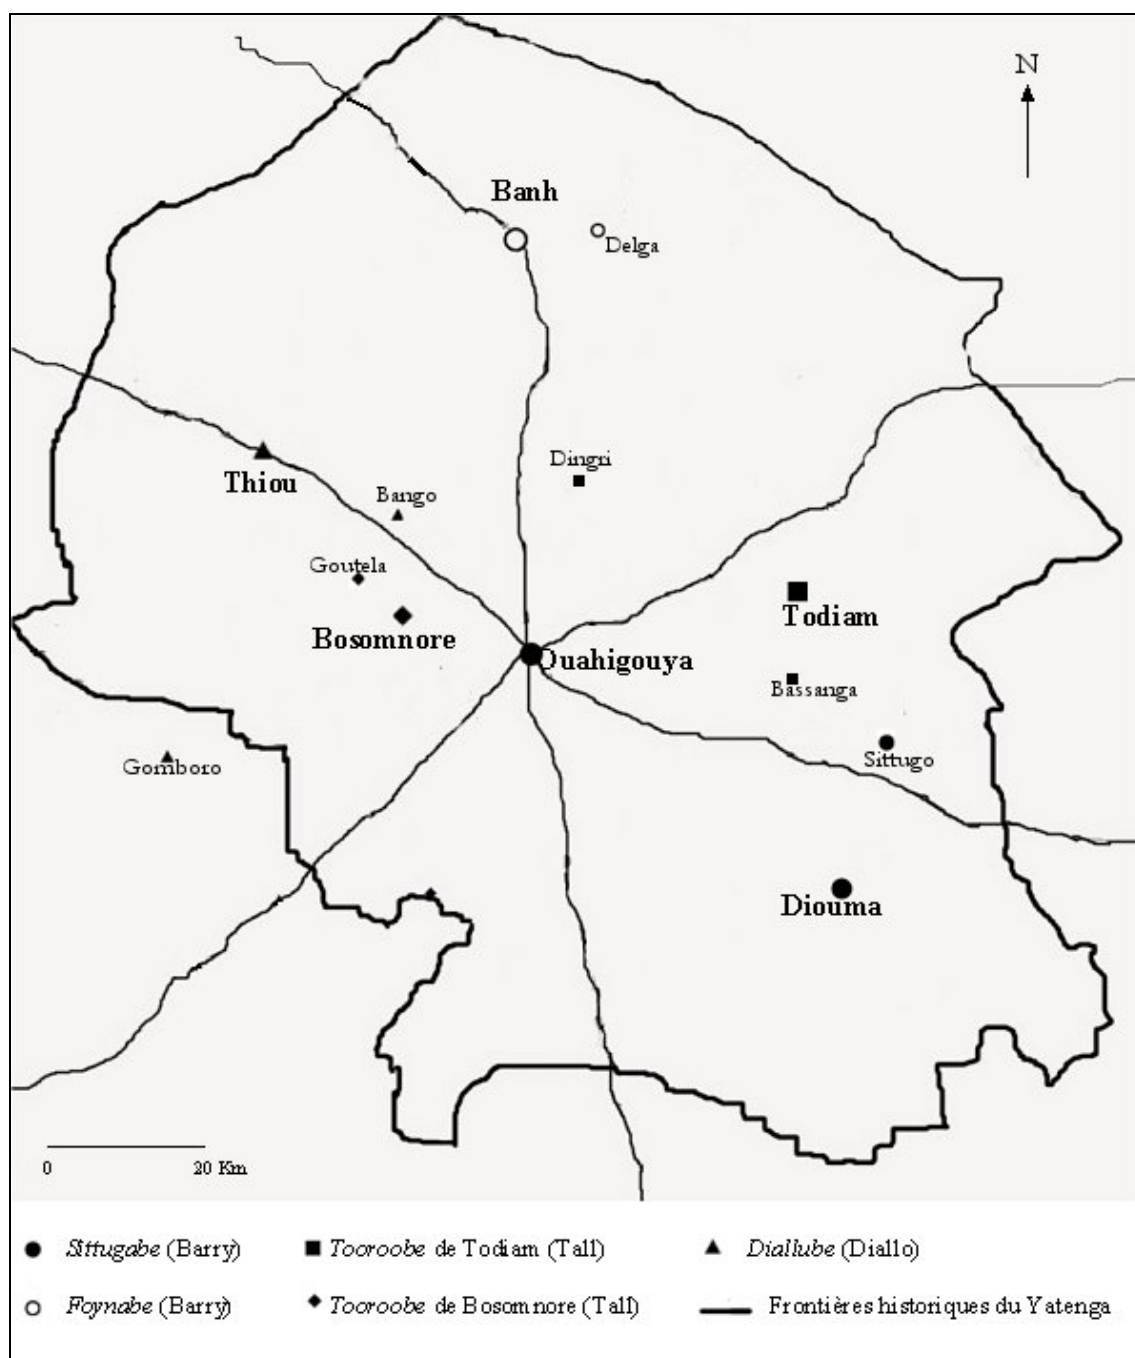 N
Banh
Delga
Dingri
Thiou
Bango
Goutela
Todiam
Bosomnore
Ouahigouya
Bassanga
Sittugo
Gomboro
Diouma
0 20 Km
Sittugabe (Barry)
Tooroobe de Todiam (Tall)
Diallube (Diallo)
Foynabe (Barry)
Tooroobe de Bosomnore (Tall)
Frontières historiques du Yatenga